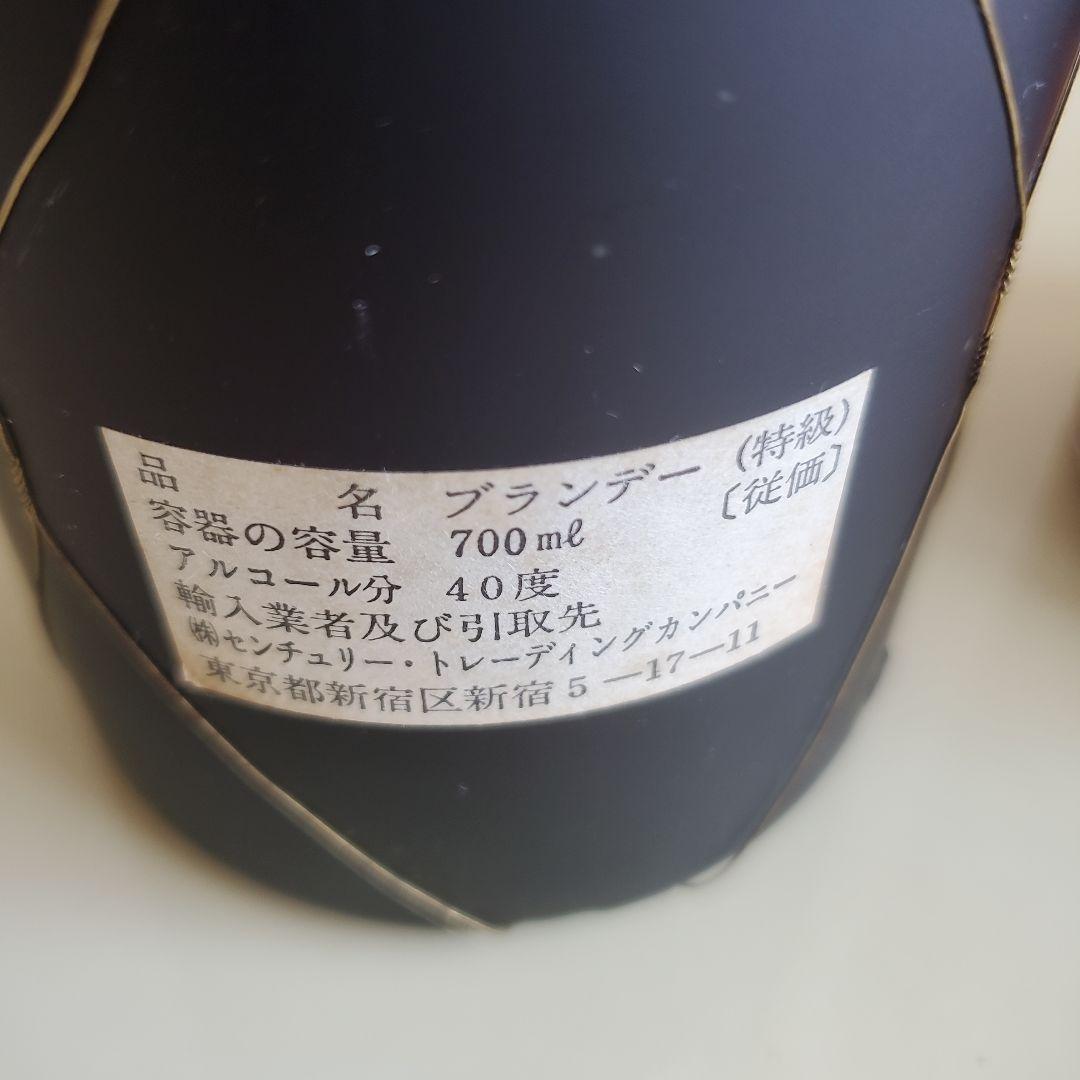 品名 ブランデー (特級)
〔従価〕
容器の容量 700ml
アルコール分 40度
輸入業者及び引取先
㈱センチュリー・トレーディングカンパニー
東京都新宿区新宿5―17―11